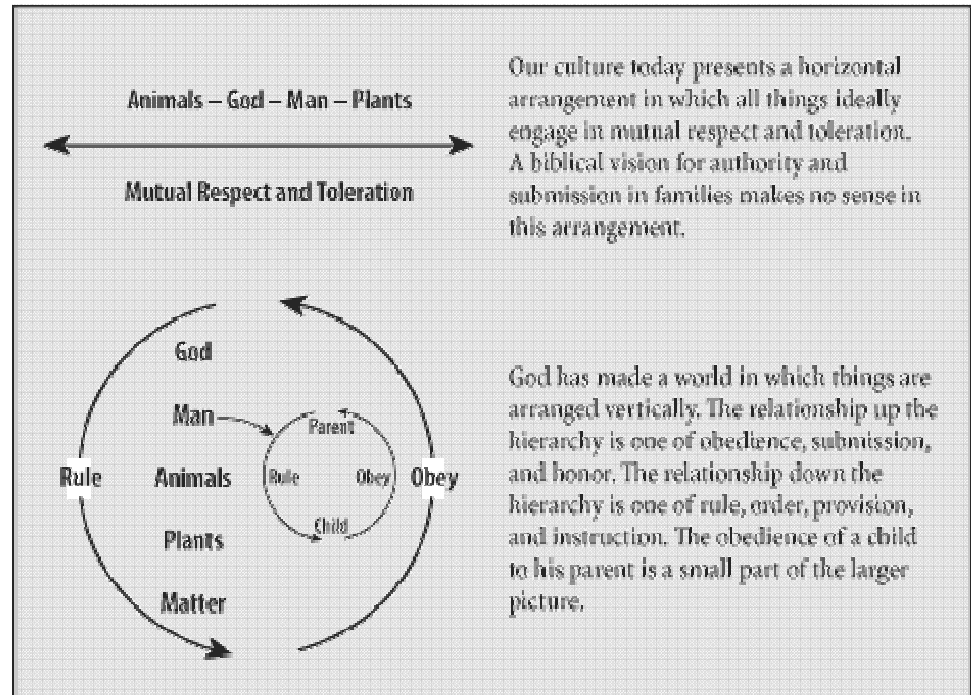 Animals – God – Man – Plants
Mutual Respect and Toleration
Our culture today presents a horizontal
arrangement in which all things ideally
engage in mutual respect and toleration.
A biblical vision for authority and
submission in families makes no sense in
this arrangement.
God
Man
Parent
Rule
Animals
Rule
Obey
Obey
Child
Plants
Matter
God has made a world in which things are
arranged vertically. The relationship up the
hierarchy is one of obedience, submission,
and honor. The relationship down the
hierarchy is one of rule, order, provision,
and instruction. The obedience of a child
to his parent is a small part of the larger
picture.